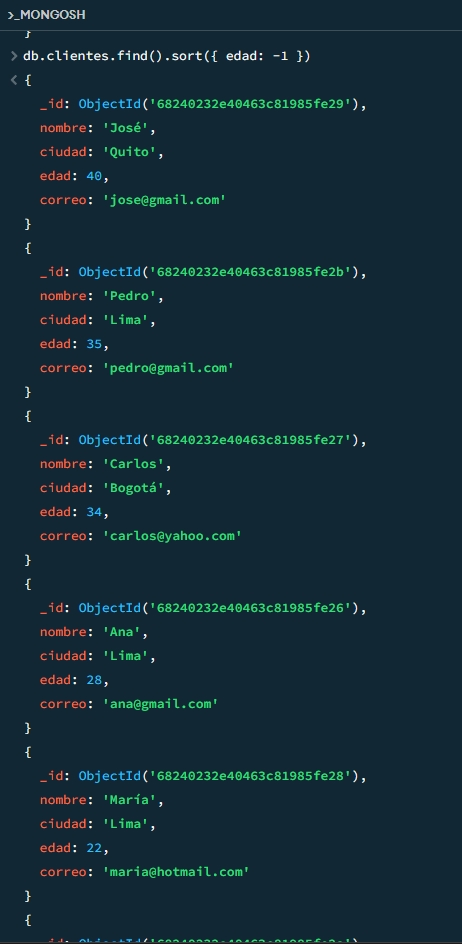 >_MONGOSH
}
> db.clientes.find().sort({ edad: -1 })
< {
_id: ObjectId('68240232e40463c81985fe29'),
nombre: 'José',
ciudad: 'Quito',
edad: 40,
correo: 'jose@gmail.com'
}
{
_id: ObjectId('68240232e40463c81985fe2b'),
nombre: 'Pedro',
ciudad: 'Lima',
edad: 35,
correo: 'pedro@gmail.com'
}
{
_id: ObjectId('68240232e40463c81985fe27'),
nombre: 'Carlos',
ciudad: 'Bogotá',
edad: 34,
correo: 'carlos@yahoo.com'
}
{
_id: ObjectId('68240232e40463c81985fe26'),
nombre: 'Ana',
ciudad: 'Lima',
edad: 28,
correo: 'ana@gmail.com'
}
{
_id: ObjectId('68240232e40463c81985fe28'),
nombre: 'María',
ciudad: 'Lima',
edad: 22,
correo: 'maria@hotmail.com'
}
{